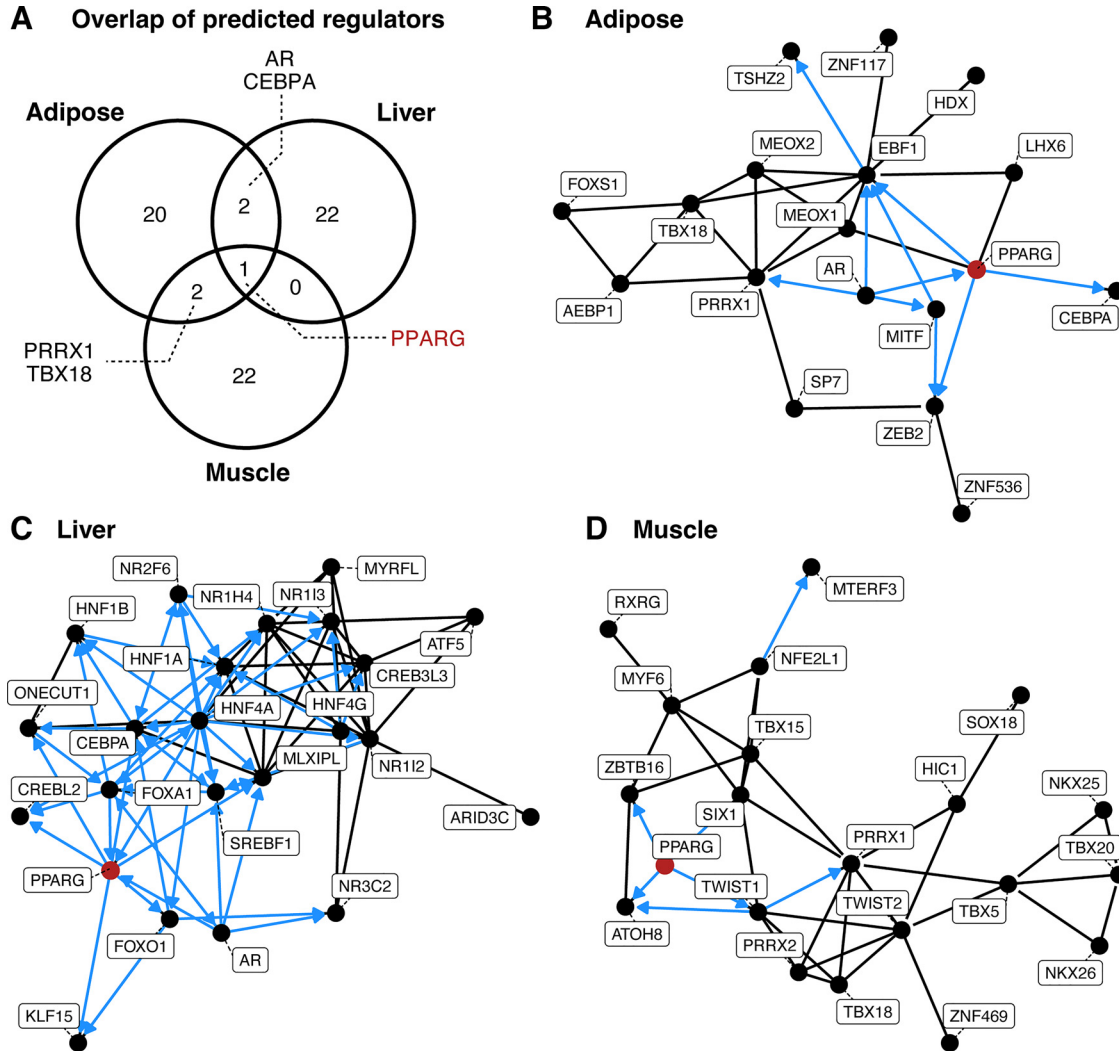 A Overlap of predicted regulators
AR
CEBPA
Adipose
Liver
20
2
22
1
2
0
PPARG
PRRX1
TBX18
22
Muscle
B Adipose
TSHZ2
ZNF117
HDX
MEOX2
EBF1
LHX6
FOXS1
TBX18
MEOX1
PPARG
AR
AEBP1
PRRX1
MITF
CEBPA
SP7
ZEB2
ZNF536
C Liver
NR2F6
MYRFL
HNF1B
NR1H4
NR1I3
ATF5
HNF1A
CREB3L3
ONECUT1
HNF4A
HNF4G
CEBPA
MLXIPL
NR1I2
CREBL2
FOXA1
ARID3C
SREBF1
PPARG
NR3C2
FOXO1
AR
KLF15
D Muscle
MTERF3
RXRG
NFE2L1
MYF6
SOX18
TBX15
ZBTB16
HIC1
NKX25
SIX1
PRRX1
TBX20
PPARG
TWIST1
TWIST2
TBX5
ATOH8
PRRX2
NKX26
TBX18
ZNF469